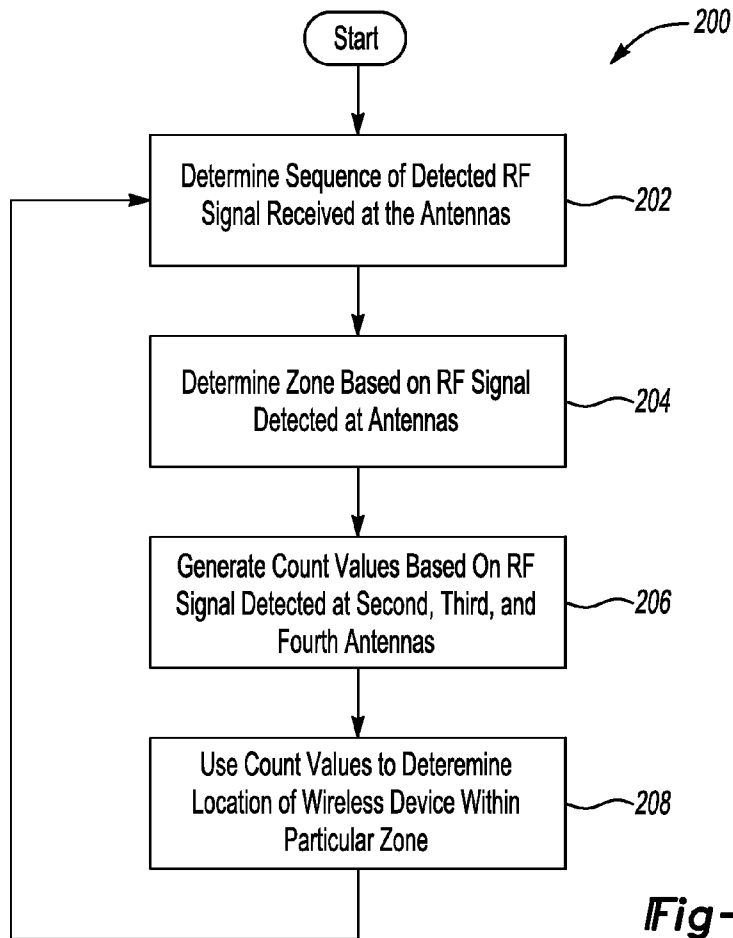 Start
200
Determine Sequence of Detected RF
Signal Received at the Antennas
202
Determine Zone Based on RF Signal
Detected at Antennas
204
Generate Count Values Based On RF
Signal Detected at Second, Third, and
Fourth Antennas
206
Use Count Values to Deteremine
Location of Wireless Device Within
Particular Zone
208
Fig-